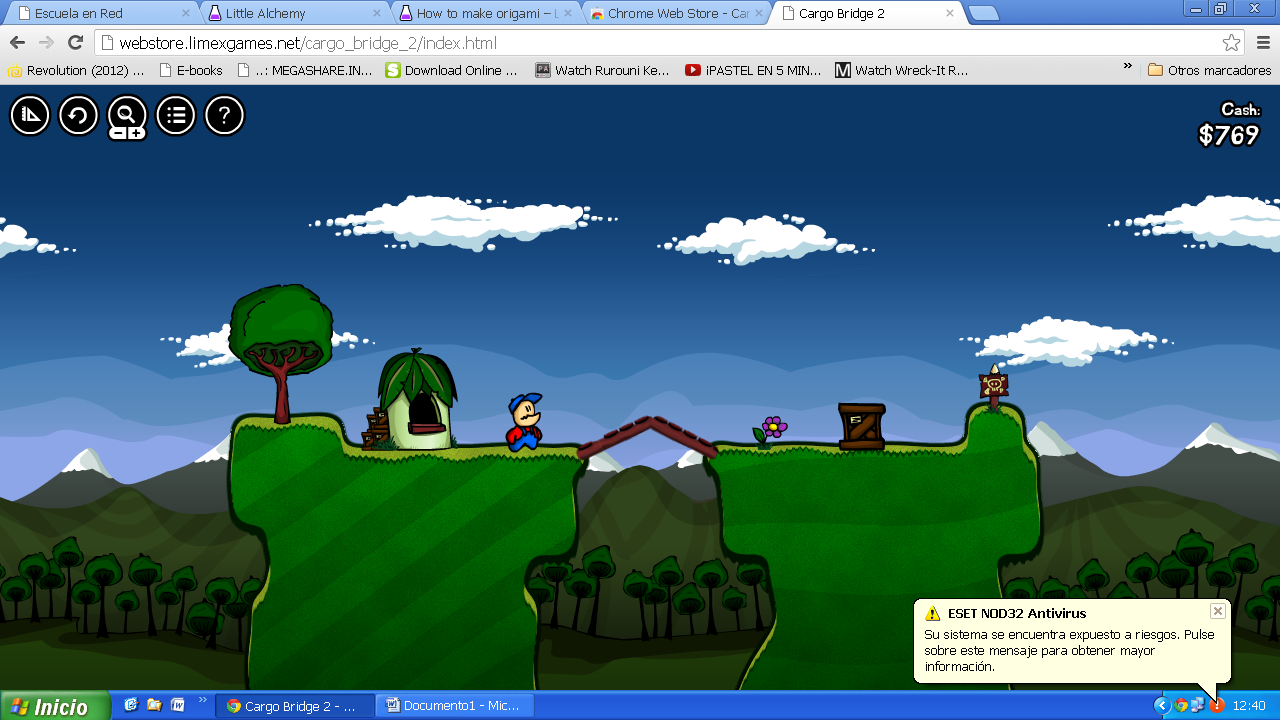 Escuela en Red
Little Alchemy
How to make origami – L
Chrome Web Store - Car
Cargo Bridge 2
webstore.limexgames.net/cargo_bridge_2/index.html
Revolution (2012) ...
E-books
..: MEGASHARE.IN...
Download Online ...
Watch Rurouni Ke...
iPASTEL EN 5 MIN...
Watch Wreck-It R...
»
Otros marcadores
?
Cash:
$769
ESET NOD32 Antivirus
Su sistema se encuentra expuesto a riesgos. Pulse
sobre este mensaje para obtener mayor
información.
Inicio
»
Cargo Bridge 2 - ...
Documento1 - Mic...
12:40